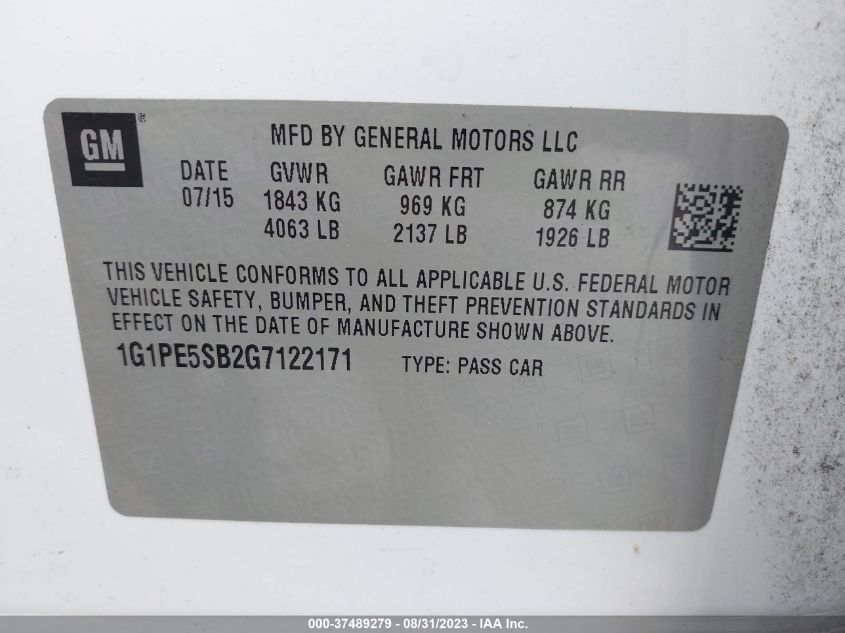 GM ®
MFD BY GENERAL MOTORS LLC
DATE GVWR GAWR FRT GAWR RR
07/15 1843 KG 969 KG 874 KG
4063 LB 2137 LB 1926 LB
THIS VEHICLE CONFORMS TO ALL APPLICABLE U.S. FEDERAL MOTOR
VEHICLE SAFETY, BUMPER, AND THEFT PREVENTION STANDARDS IN
EFFECT ON THE DATE OF MANUFACTURE SHOWN ABOVE.
1G1PE5SB2G7122171 TYPE: PASS CAR
000-37489279 - 08/31/2023 - © IAA Inc.